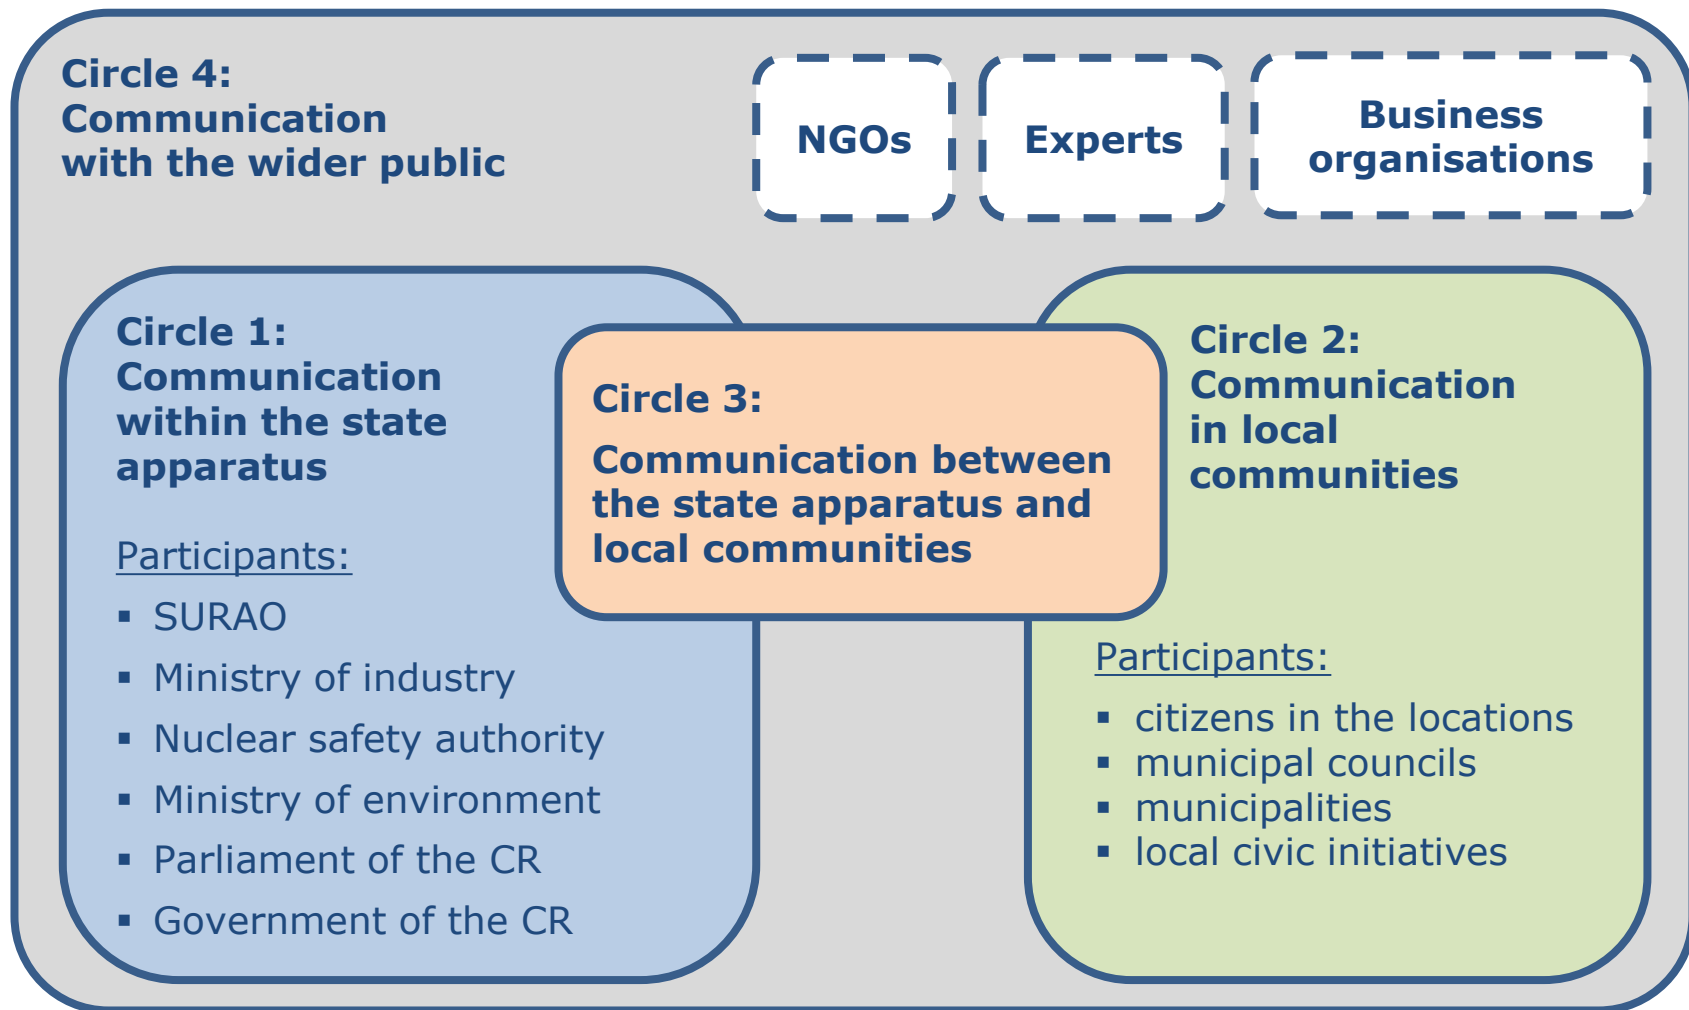 Circle 4:
Communication
with the wider public
NGOs
Experts
Business
organisations
Circle 1:
Communication
within the state
apparatus
Participants:
▪ SURAO
▪ Ministry of industry
▪ Nuclear safety authority
▪ Ministry of environment
▪ Parliament of the CR
▪ Government of the CR
Circle 3:
Communication between
the state apparatus and
local communities
Circle 2:
Communication
in local
communities
Participants:
▪ citizens in the locations
▪ municipal councils
▪ municipalities
▪ local civic initiatives